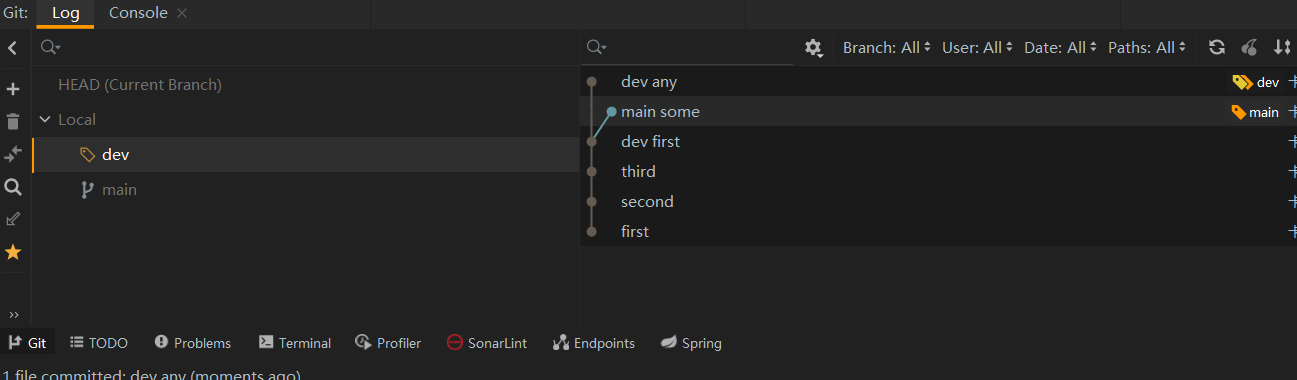 Git: Log Console
Branch: All User: All Date: All Paths: All
HEAD (Current Branch)
Local
dev
main
dev any dev
main some main
dev first
third
second
first
Git TODO Problems Terminal Profiler SonarLint Endpoints Spring
1 file committed: dev any (moments ago)